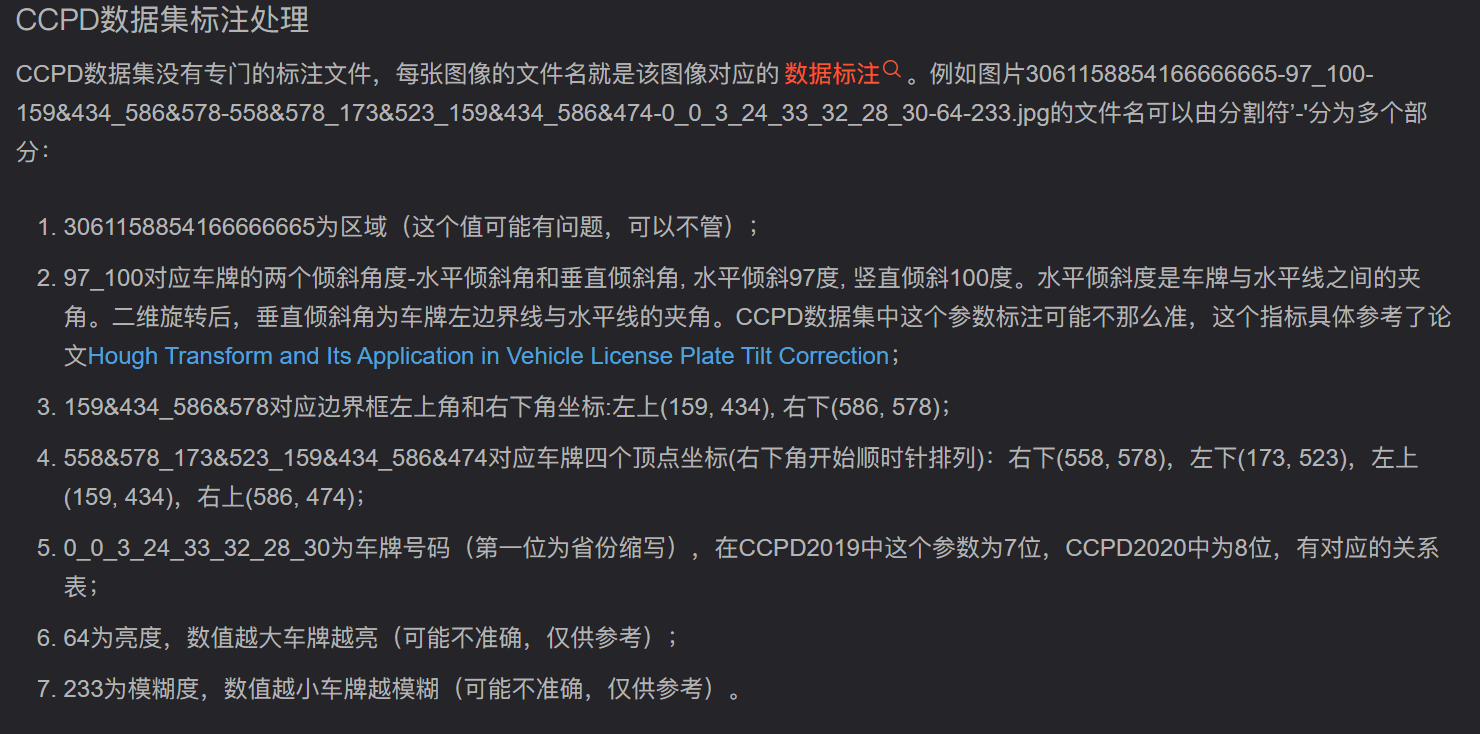 CCPD数据集标注处理
CCPD数据集没有专门的标注文件，每张图像的文件名就是该图像对应的 数据标注 。例如图片3061158854166666665-97_100-
159&434_586&578-558&578_173&523_159&434_586&474-0_0_3_24_33_32_28_30-64-233.jpg的文件名可以由分割符’-'分为多个部
分：
1. 3061158854166666665为区域（这个值可能有问题，可以不管）；
2. 97_100对应车牌的两个倾斜角度-水平倾斜角和垂直倾斜角, 水平倾斜97度, 竖直倾斜100度。水平倾斜度是车牌与水平线之间的夹
角。二维旋转后，垂直倾斜角为车牌左边界线与水平线的夹角。CCPD数据集中这个参数标注可能不那么准，这个指标具体参考了论
文Hough Transform and Its Application in Vehicle License Plate Tilt Correction；
3. 159&434_586&578对应边界框左上角和右下角坐标:左上(159, 434), 右下(586, 578)；
4. 558&578_173&523_159&434_586&474对应车牌四个顶点坐标(右下角开始顺时针排列)：右下(558, 578)，左下(173, 523)，左上
(159, 434)，右上(586, 474)；
5. 0_0_3_24_33_32_28_30为车牌号码（第一位为省份缩写），在CCPD2019中这个参数为7位，CCPD2020中为8位，有对应的关系
表；
6. 64为亮度，数值越大车牌越亮（可能不准确，仅供参考）；
7. 233为模糊度，数值越小车牌越模糊（可能不准确，仅供参考）。